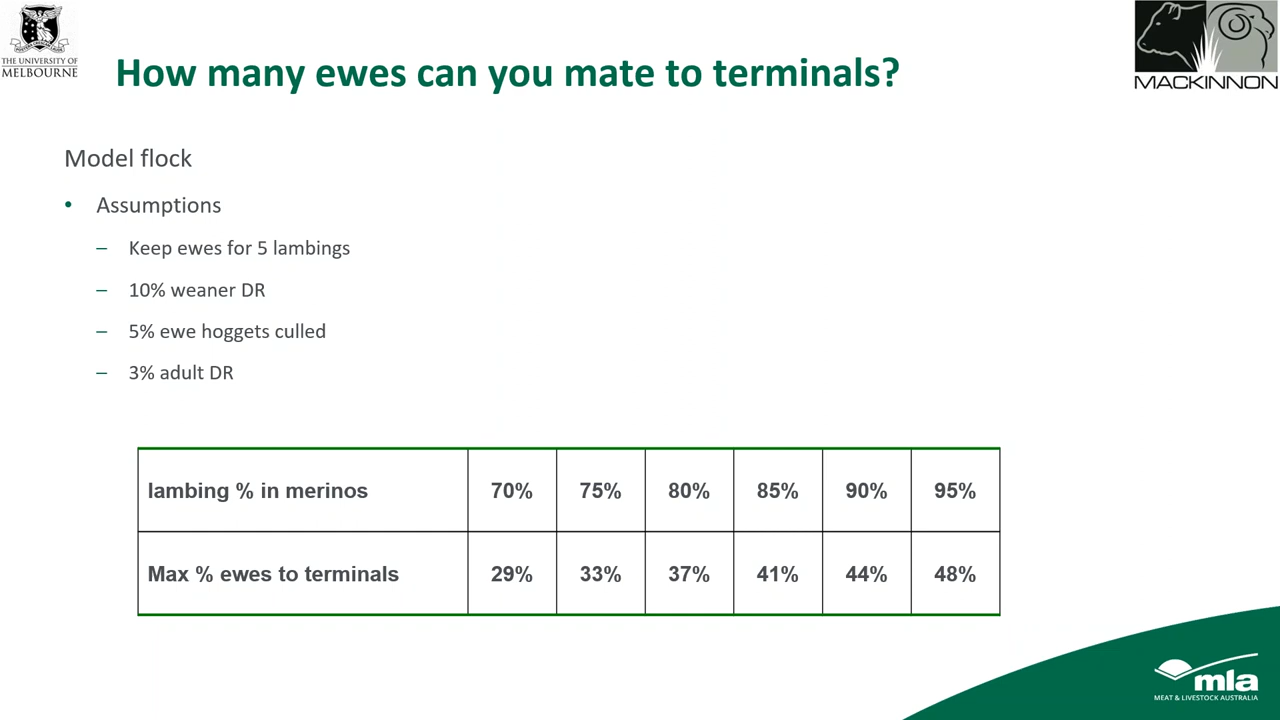 THE UNIVERSITY OF
MELBOURNE
How many ewes can you mate to terminals?
MACKINNON
Model flock
• Assumptions
– Keep ewes for 5 lambings
– 10% weaner DR
– 5% ewe hoggets culled
– 3% adult DR
lambing % in merinos 70% 75% 80% 85% 90% 95%
Max % ewes to terminals 29% 33% 37% 41% 44% 48%
mla
MEAT & LIVESTOCK AUSTRALIA